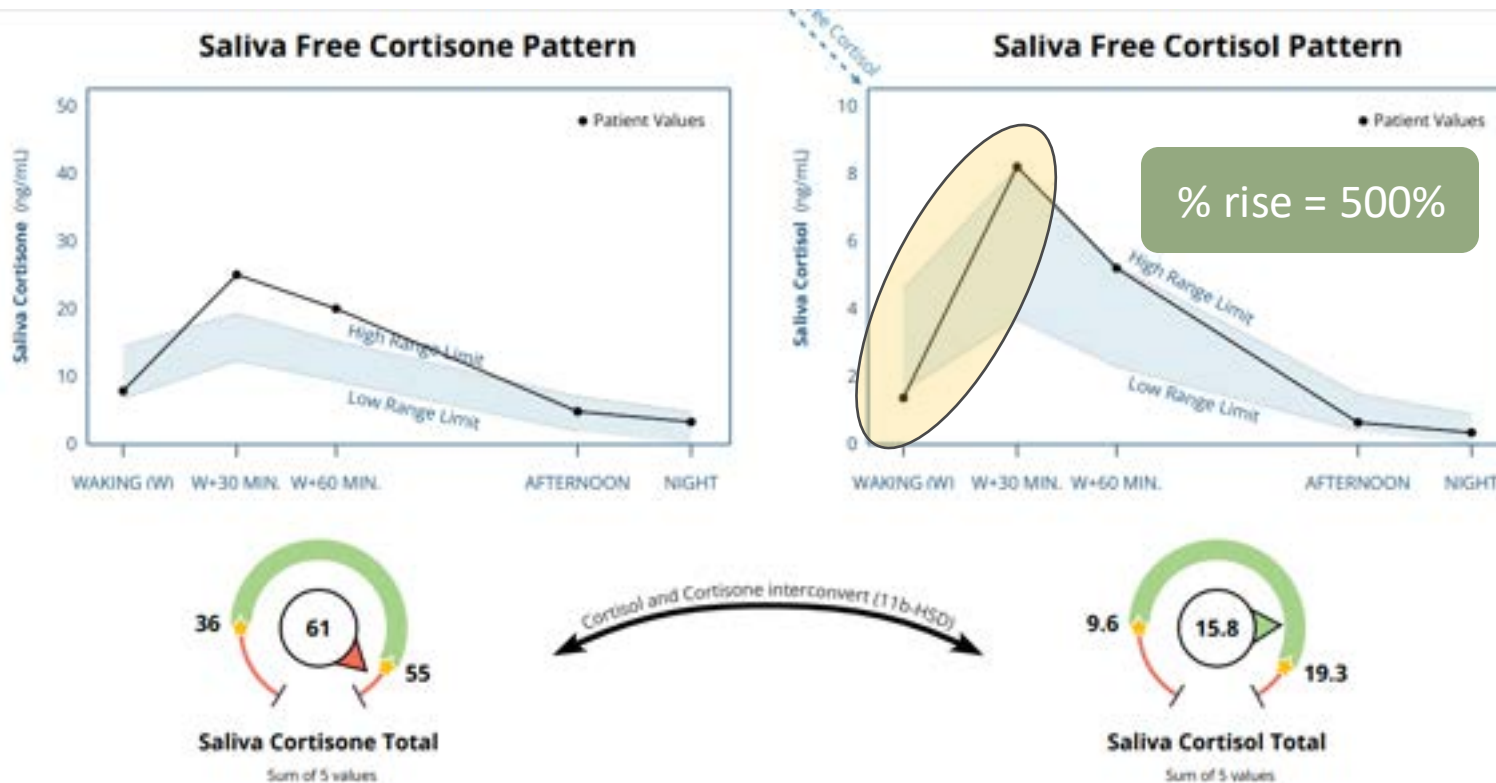 Saliva Free Cortisone Pattern
50
40
30
20
10
0
Saliva Cortisone (ng/mL)
• Patient Values
High Range Limit
Low Range Limit
WAKING (W) W+30 MIN. W+60 MIN. AFTERNOON NIGHT
Free Cortisol
Saliva Free Cortisol Pattern
10
8
6
4
2
0
Saliva Cortisol (ng/mL)
• Patient Values
% rise = 500%
High Range Limit
Low Range Limit
WAKING (W) W+30 MIN. W+60 MIN. AFTERNOON NIGHT
36
61
55
Saliva Cortisone Total
Sum of 5 values
Cortisol and Cortisone interconvert (11b-HSD)
9.6
15.8
19.3
Saliva Cortisol Total
Sum of 5 values